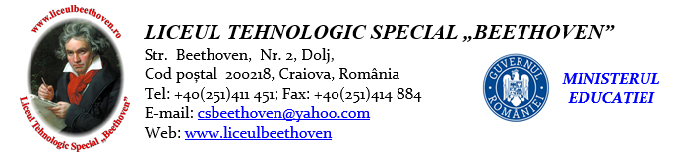 www.liceulbeethoven.ro
Liceul Tehnologic Special „Beethoven”
LICEUL TEHNOLOGIC SPECIAL „BEETHOVEN”
Str. Beethoven, Nr. 2, Dolj,
Cod poștal 200218, Craiova, România
Tel: +40(251)411 451; Fax: +40(251)414 884
E-mail: csbeethoven@yahoo.com
Web: www.liceulbeethoven
GUVERNUL
ROMÂNIEI
MINISTERUL
EDUCATIEI